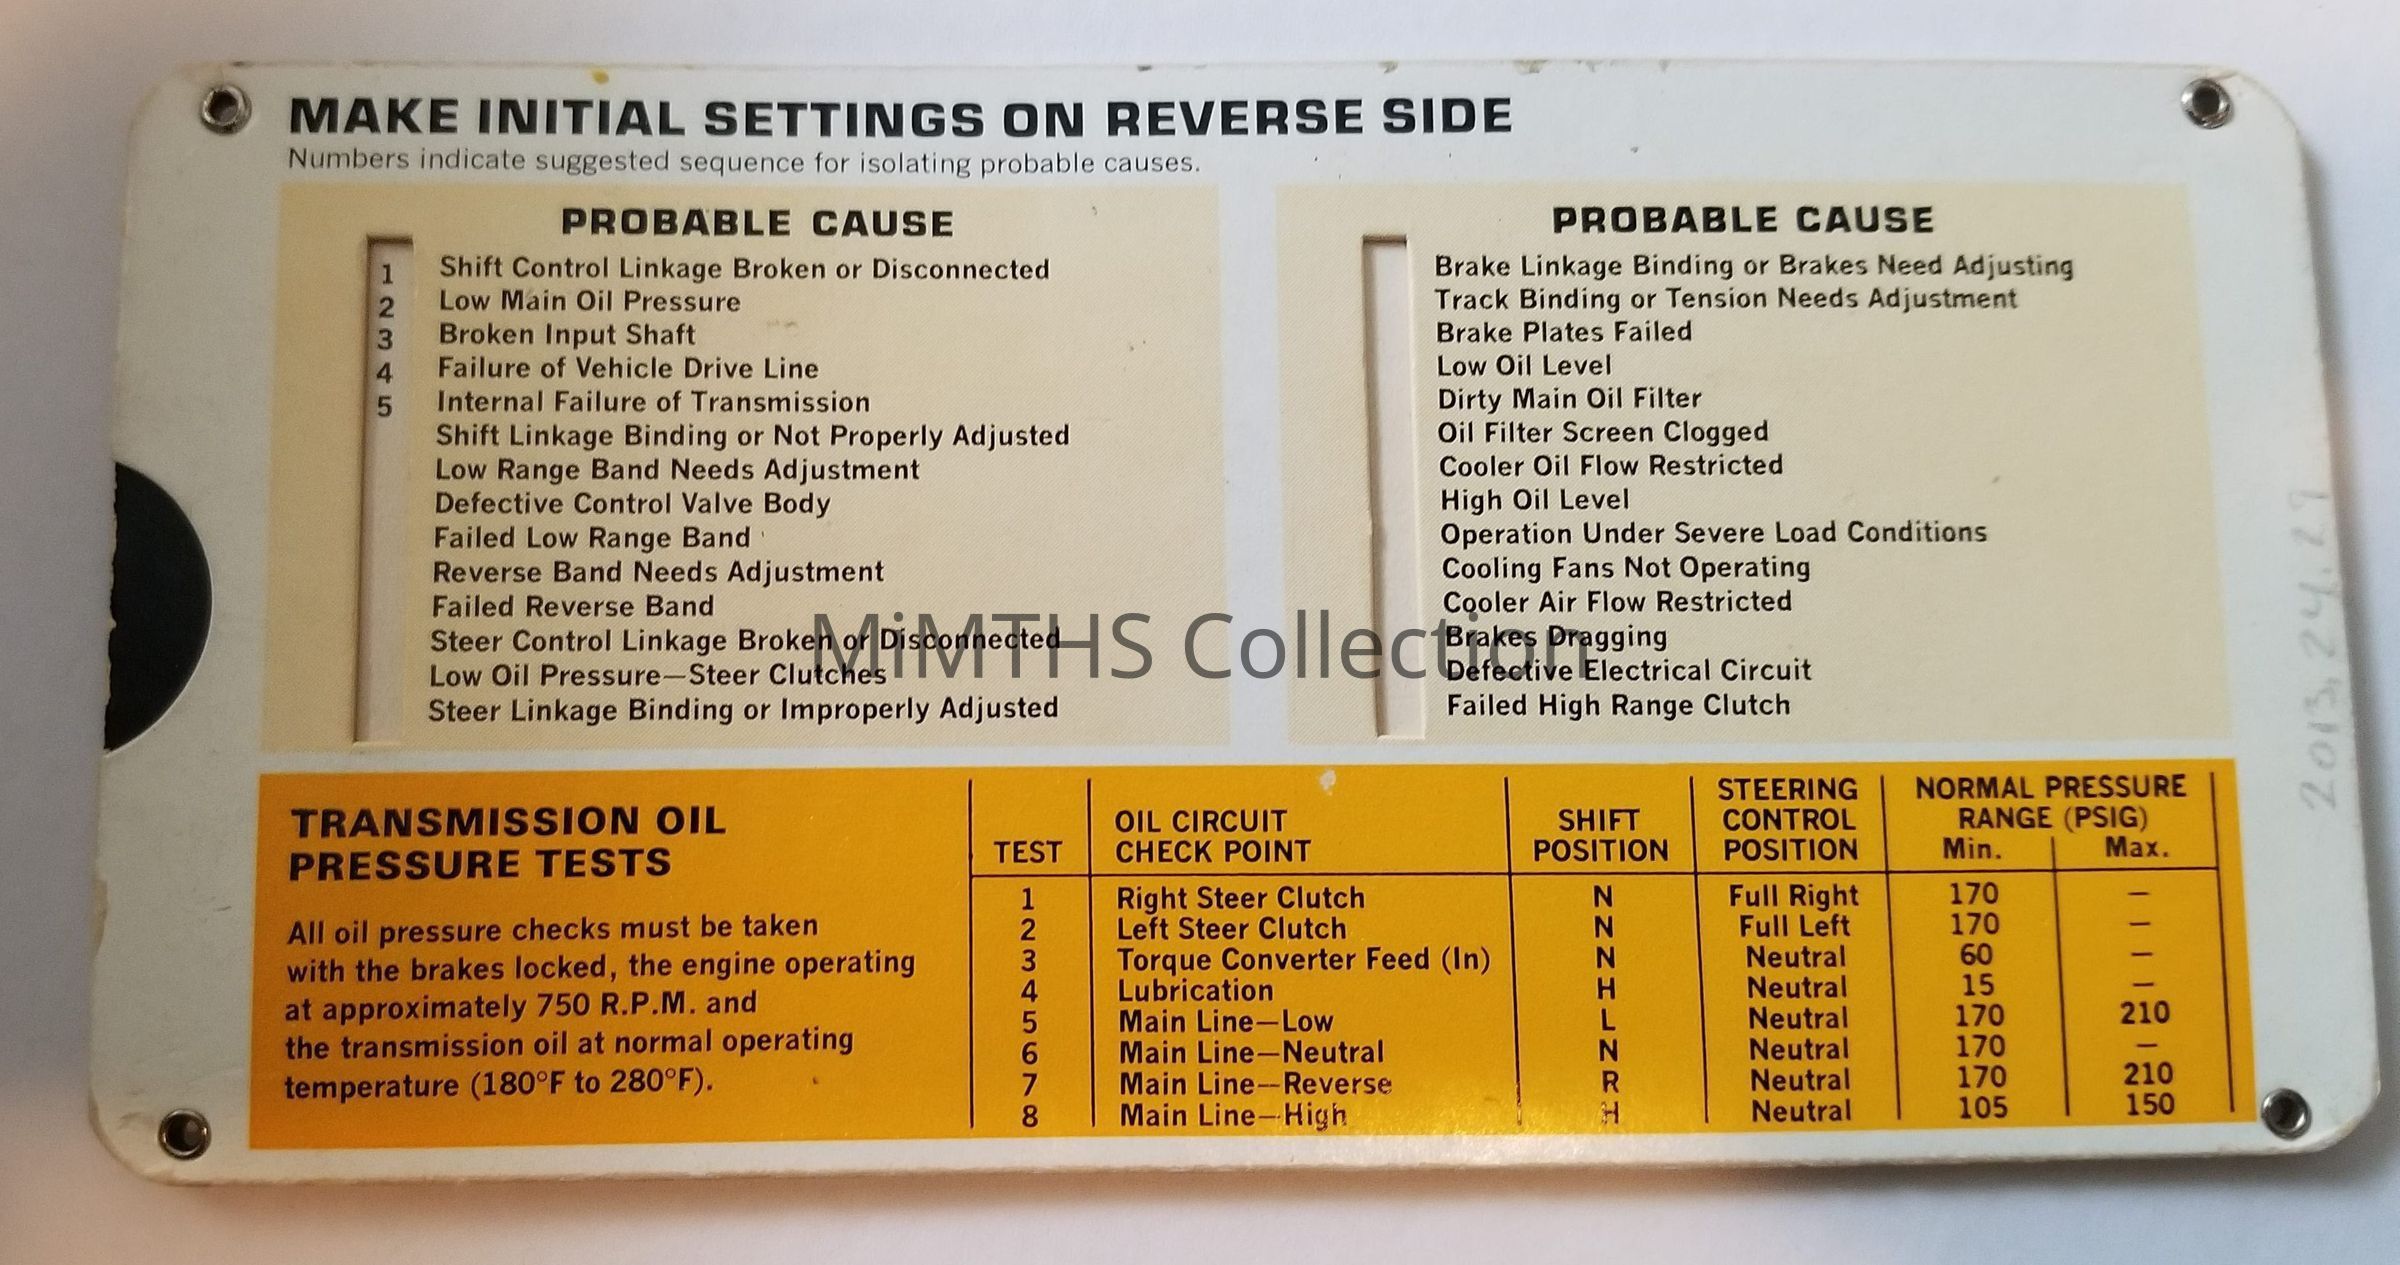 MAKE INITIAL SETTINGS ON REVERSE SIDE
Numbers indicate suggested sequence for isolating probable causes.
PROBABLE CAUSE
1 Shift Control Linkage Broken or Disconnected
2 Low Main Oil Pressure
3 Broken Input Shaft
4 Failure of Vehicle Drive Line
5 Internal Failure of Transmission
Shift Linkage Binding or Not Properly Adjusted
Low Range Band Needs Adjustment
Defective Control Valve Body
Failed Low Range Band
Reverse Band Needs Adjustment
Failed Reverse Band
Steer Control Linkage Broken or Disconnected
Low Oil Pressure—Steer Clutches
Steer Linkage Binding or Improperly Adjusted
PROBABLE CAUSE
Brake Linkage Binding or Brakes Need Adjusting
Track Binding or Tension Needs Adjustment
Brake Plates Failed
Low Oil Level
Dirty Main Oil Filter
Oil Filter Screen Clogged
Cooler Oil Flow Restricted
High Oil Level
Operation Under Severe Load Conditions
Cooling Fans Not Operating
Cooler Air Flow Restricted
Brakes Dragging
Defective Electrical Circuit
Failed High Range Clutch
MiMTHS Collection
2013.24.27
TRANSMISSION OIL
PRESSURE TESTS
All oil pressure checks must be taken
with the brakes locked, the engine operating
at approximately 750 R.P.M. and
the transmission oil at normal operating
temperature (180°F to 280°F).
TEST
OIL CIRCUIT
CHECK POINT
SHIFT
POSITION
STEERING
CONTROL
POSITION
NORMAL PRESSURE
RANGE (PSIG)
Min. Max.
1 Right Steer Clutch N Full Right 170 —
2 Left Steer Clutch N Full Left 170 —
3 Torque Converter Feed (In) N Neutral 60 —
4 Lubrication H Neutral 15 —
5 Main Line—Low L Neutral 170 210
6 Main Line—Neutral N Neutral 170 —
7 Main Line—Reverse R Neutral 170 210
8 Main Line—High H Neutral 105 150